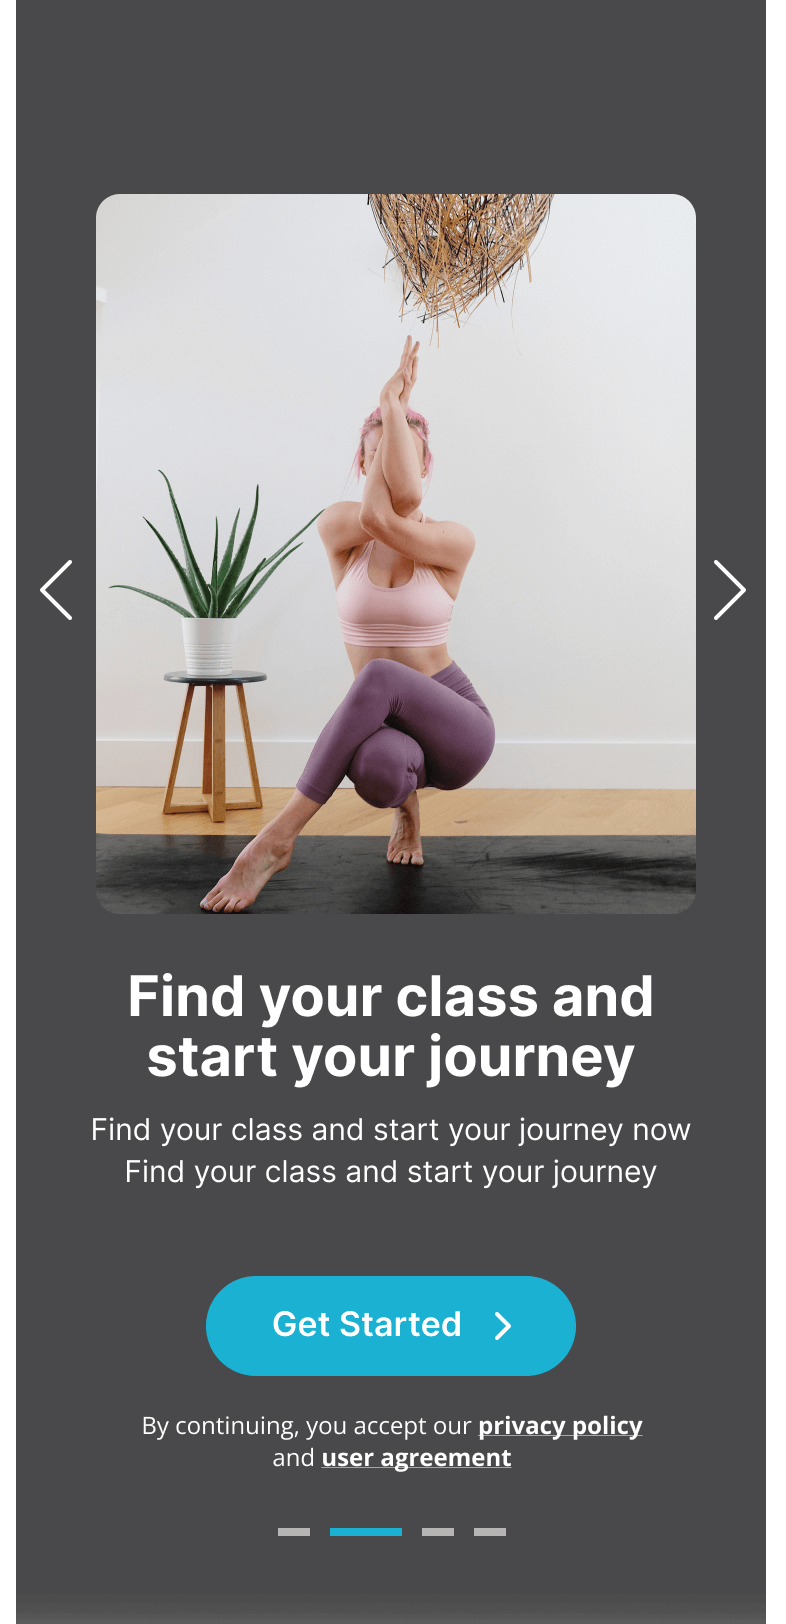 Find your class and
start your journey
Find your class and start your journey now
Find your class and start your journey
Get Started
By continuing, you accept our privacy policy
and user agreement